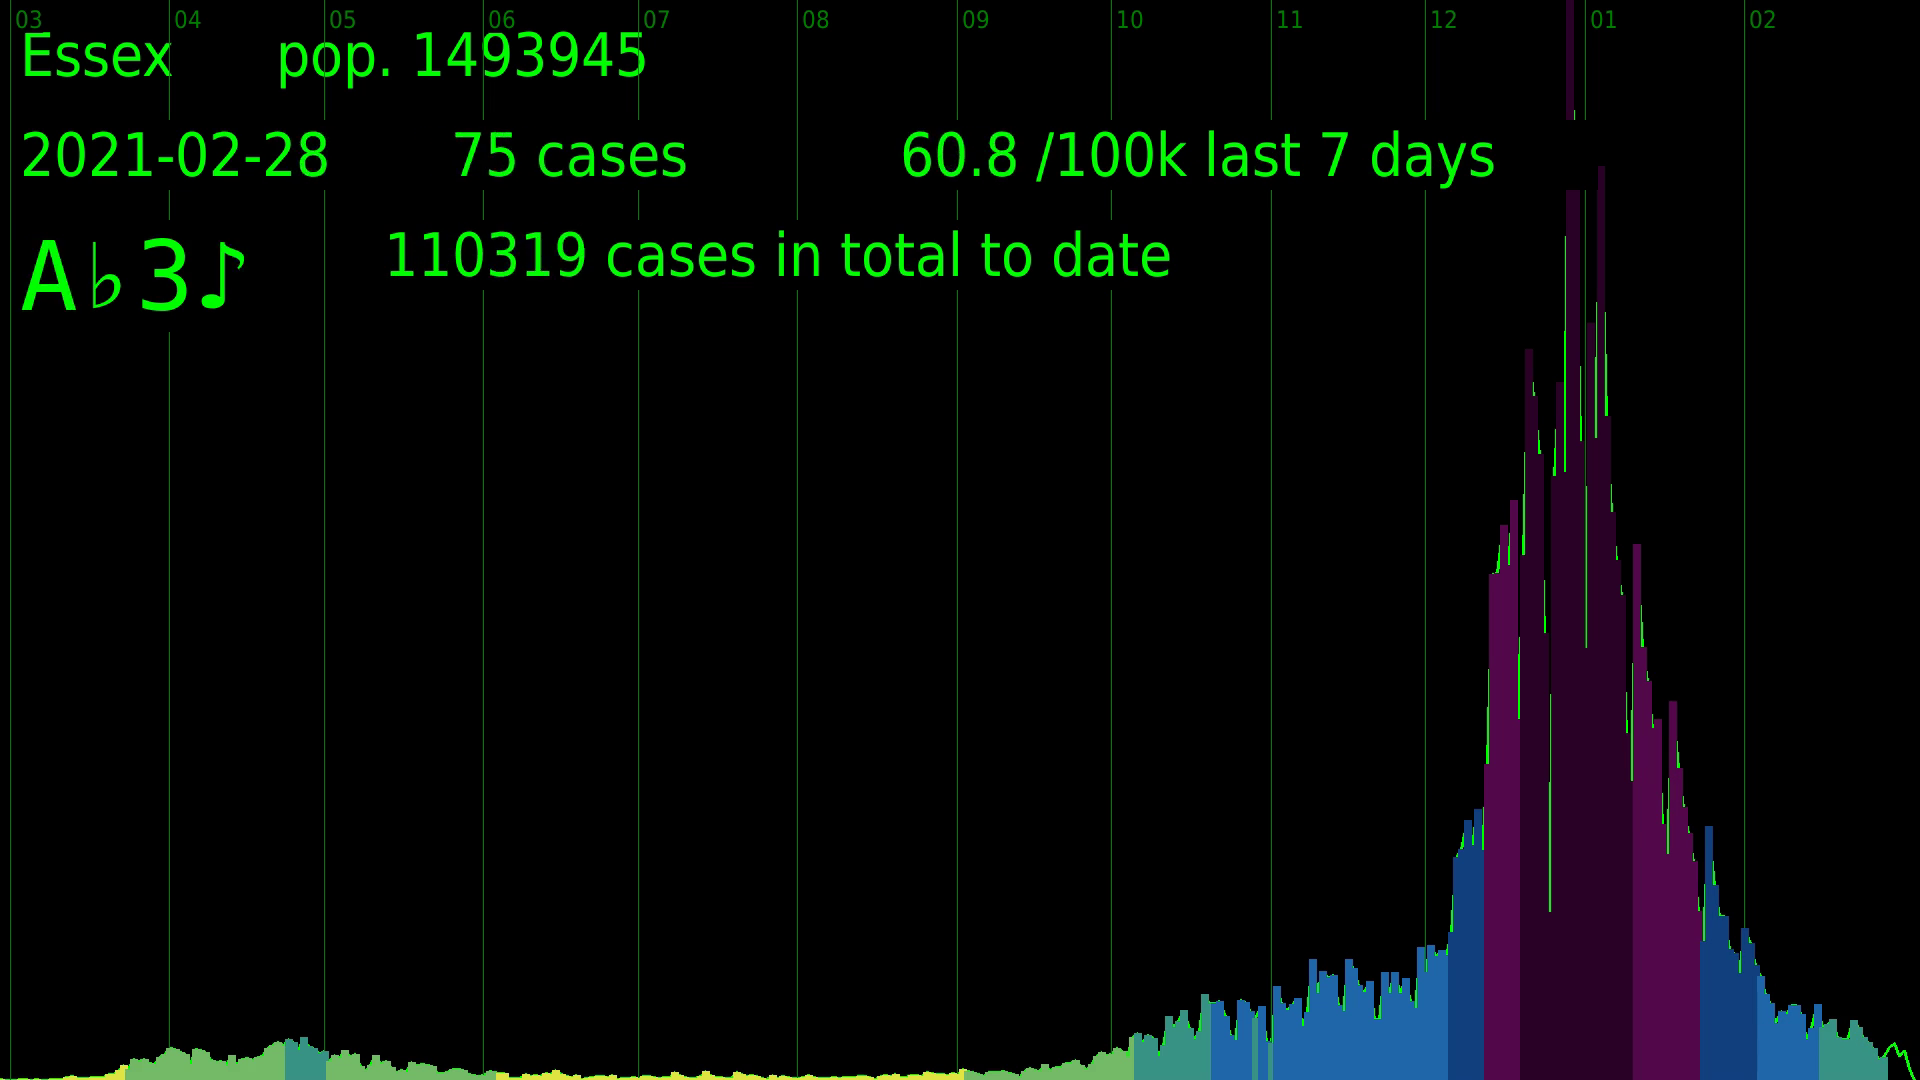 03 04 05 06 07 08 09 10 11 12 01 02
Essex pop. 1493945
2021-02-28 75 cases 60.8 /100k last 7 days
A♭3♪ 110319 cases in total to date